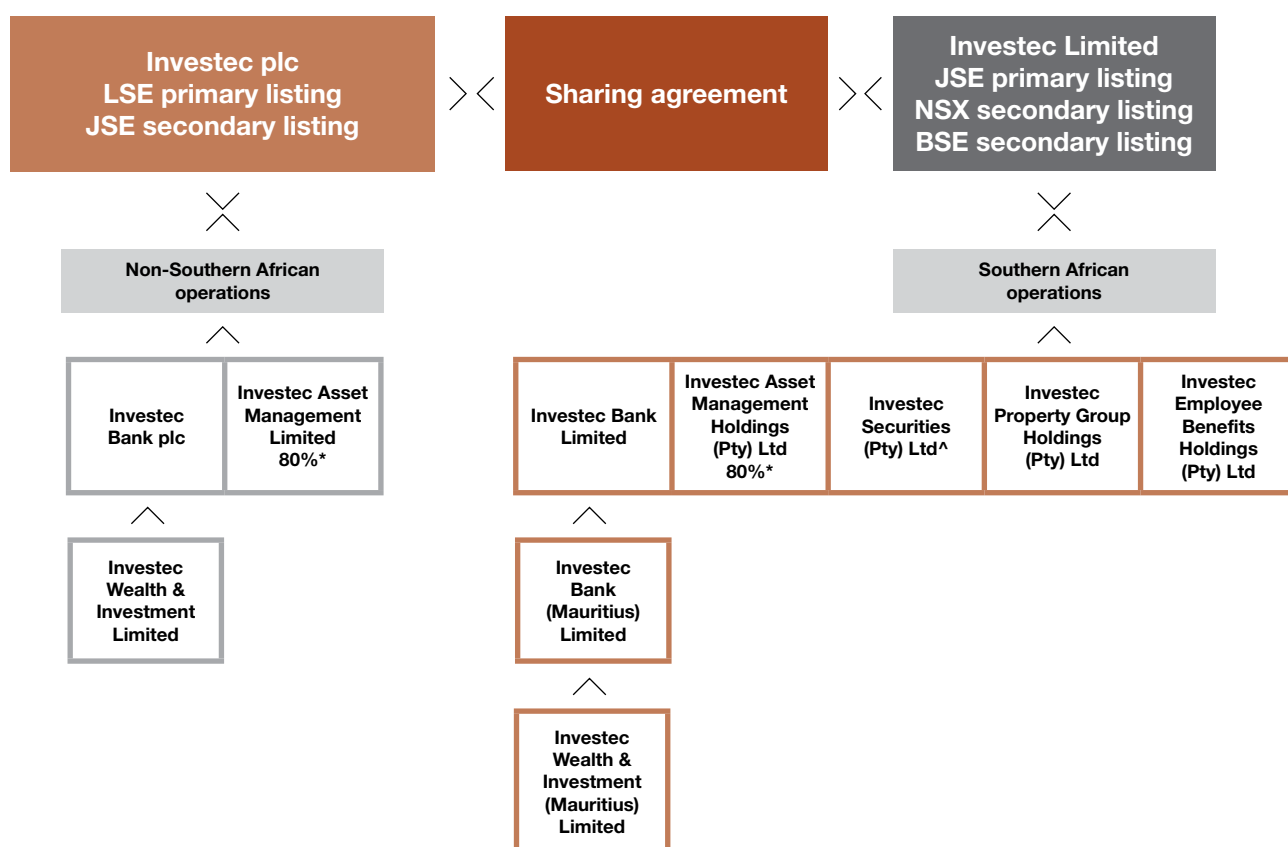 Investec plc
LSE primary listing
JSE secondary listing
Sharing agreement
Investec Limited
JSE primary listing
NSX secondary listing
BSE secondary listing
Non-Southern African
operations
Southern African
operations
Investec
Bank plc
Investec Asset
Management
Limited
80%*
Investec Bank
Limited
Investec Asset
Management
Holdings
(Pty) Ltd
80%*
Investec
Securities
(Pty) Ltd^
Investec
Property Group
Holdings
(Pty) Ltd
Investec
Employee
Benefits
Holdings
(Pty) Ltd
Investec
Wealth &
Investment
Limited
Investec
Bank
(Mauritius)
Limited
Investec
Wealth &
Investment
(Mauritius)
Limited